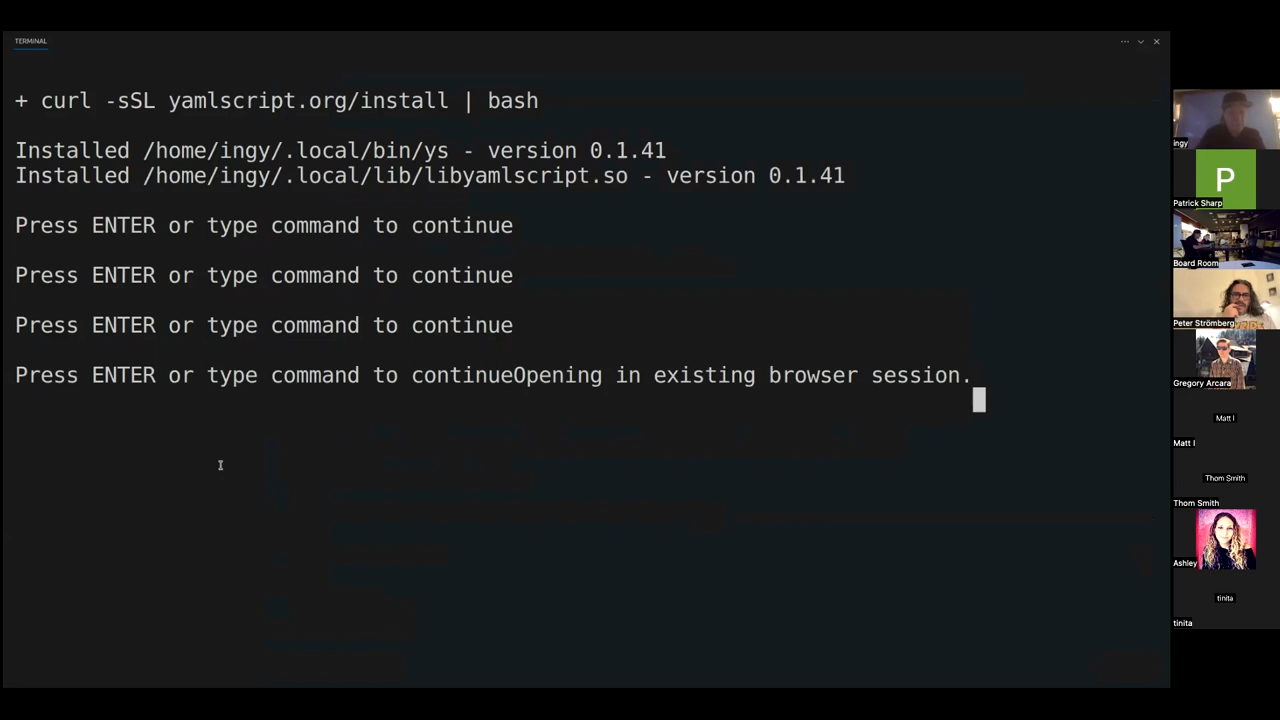 TERMINAL
+ curl -sSL yamlscript.org/install | bash
Installed /home/ingy/.local/bin/ys - version 0.1.41
Installed /home/ingy/.local/lib/libyamlscript.so - version 0.1.41
Press ENTER or type command to continue
Press ENTER or type command to continue
Press ENTER or type command to continue
Press ENTER or type command to continueOpening in existing browser session.
ingy
P
Patrick Sharp
Board Room
Peter Strömberg
Gregory Arcara
Matt I
Matt I
Thom Smith
Thom Smith
Ashley
tinita
tinita